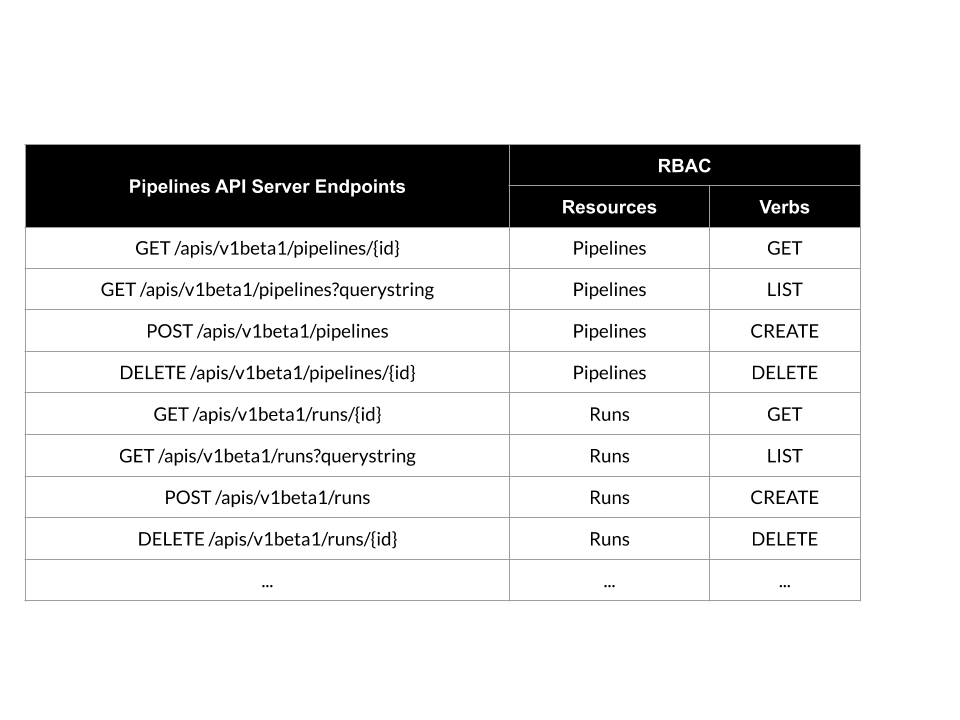 Pipelines API Server Endpoints
RBAC
Resources Verbs
GET /apis/v1beta1/pipelines/{id} Pipelines GET
GET /apis/v1beta1/pipelines?querystring Pipelines LIST
POST /apis/v1beta1/pipelines Pipelines CREATE
DELETE /apis/v1beta1/pipelines/{id} Pipelines DELETE
GET /apis/v1beta1/runs/{id} Runs GET
GET /apis/v1beta1/runs?querystring Runs LIST
POST /apis/v1beta1/runs Runs CREATE
DELETE /apis/v1beta1/runs/{id} Runs DELETE
... ... ...